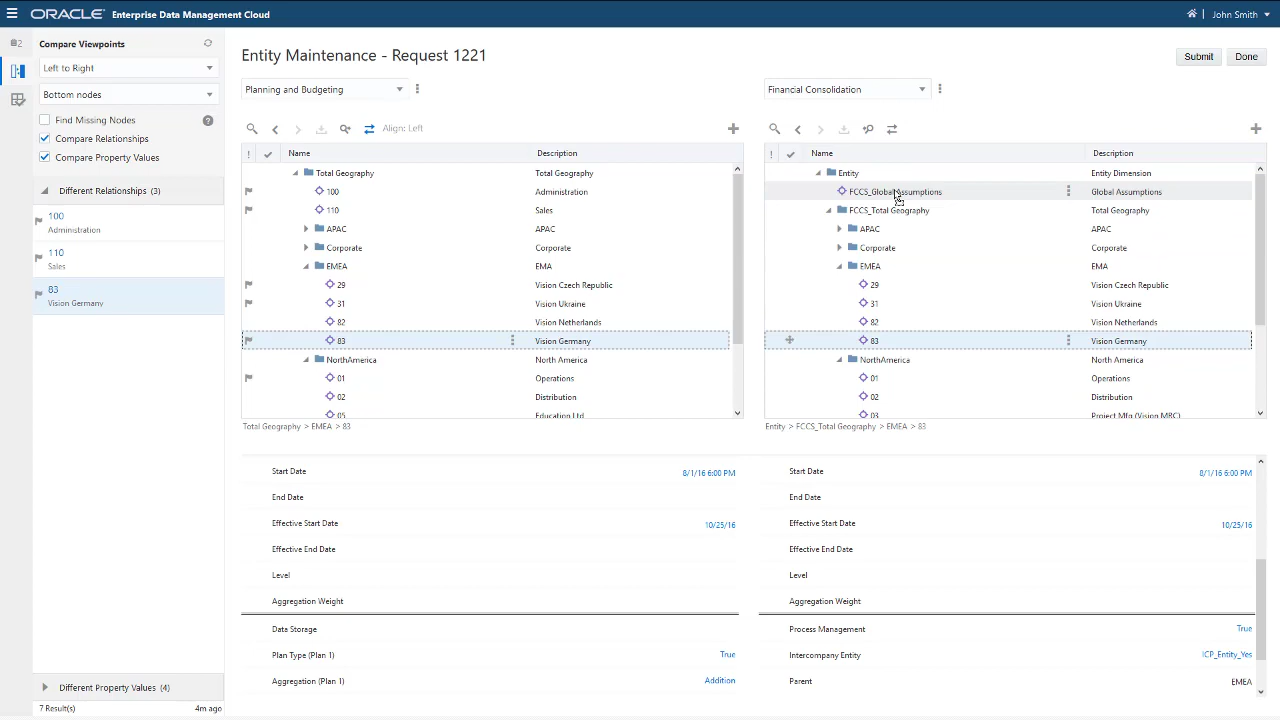 ORACLE Enterprise Data Management Cloud
John Smith
2
Compare Viewpoints
Left to Right
Bottom nodes
Find Missing Nodes
?
Compare Relationships
Compare Property Values
Different Relationships (3)
100
Administration
110
Sales
83
Vision Germany
Different Property Values (4)
7 Result(s) 4m ago
Entity Maintenance - Request 1221
Submit Done
Planning and Budgeting
Align: Left
! Name Description
Total Geography Total Geography
100 Administration
110 Sales
APAC APAC
Corporate Corporate
EMEA EMA
29 Vision Czech Republic
31 Vision Ukraine
82 Vision Netherlands
83 Vision Germany
NorthAmerica North America
01 Operations
02 Distribution
05 Education Ltd
Total Geography > EMEA > 83
Start Date 8/1/16 6:00 PM
End Date
Effective Start Date 10/25/16
Effective End Date
Level
Aggregation Weight
Data Storage
Plan Type (Plan 1) True
Aggregation (Plan 1) Addition
Financial Consolidation
! Name Description
Entity Entity Dimension
FCCS_Global Assumptions Global Assumptions
FCCS_Total Geography Total Geography
APAC APAC
Corporate Corporate
EMEA EMA
29 Vision Czech Republic
31 Vision Ukraine
82 Vision Netherlands
83 Vision Germany
NorthAmerica North America
01 Operations
02 Distribution
03 Project Mfg (Vision MRC)
Entity > FCCS_Total Geography > EMEA > 83
Start Date 8/1/16 6:00 PM
End Date
Effective Start Date 10/25/16
Effective End Date
Level
Aggregation Weight
Process Management True
Intercompany Entity ICP_Entity_Yes
Parent EMEA